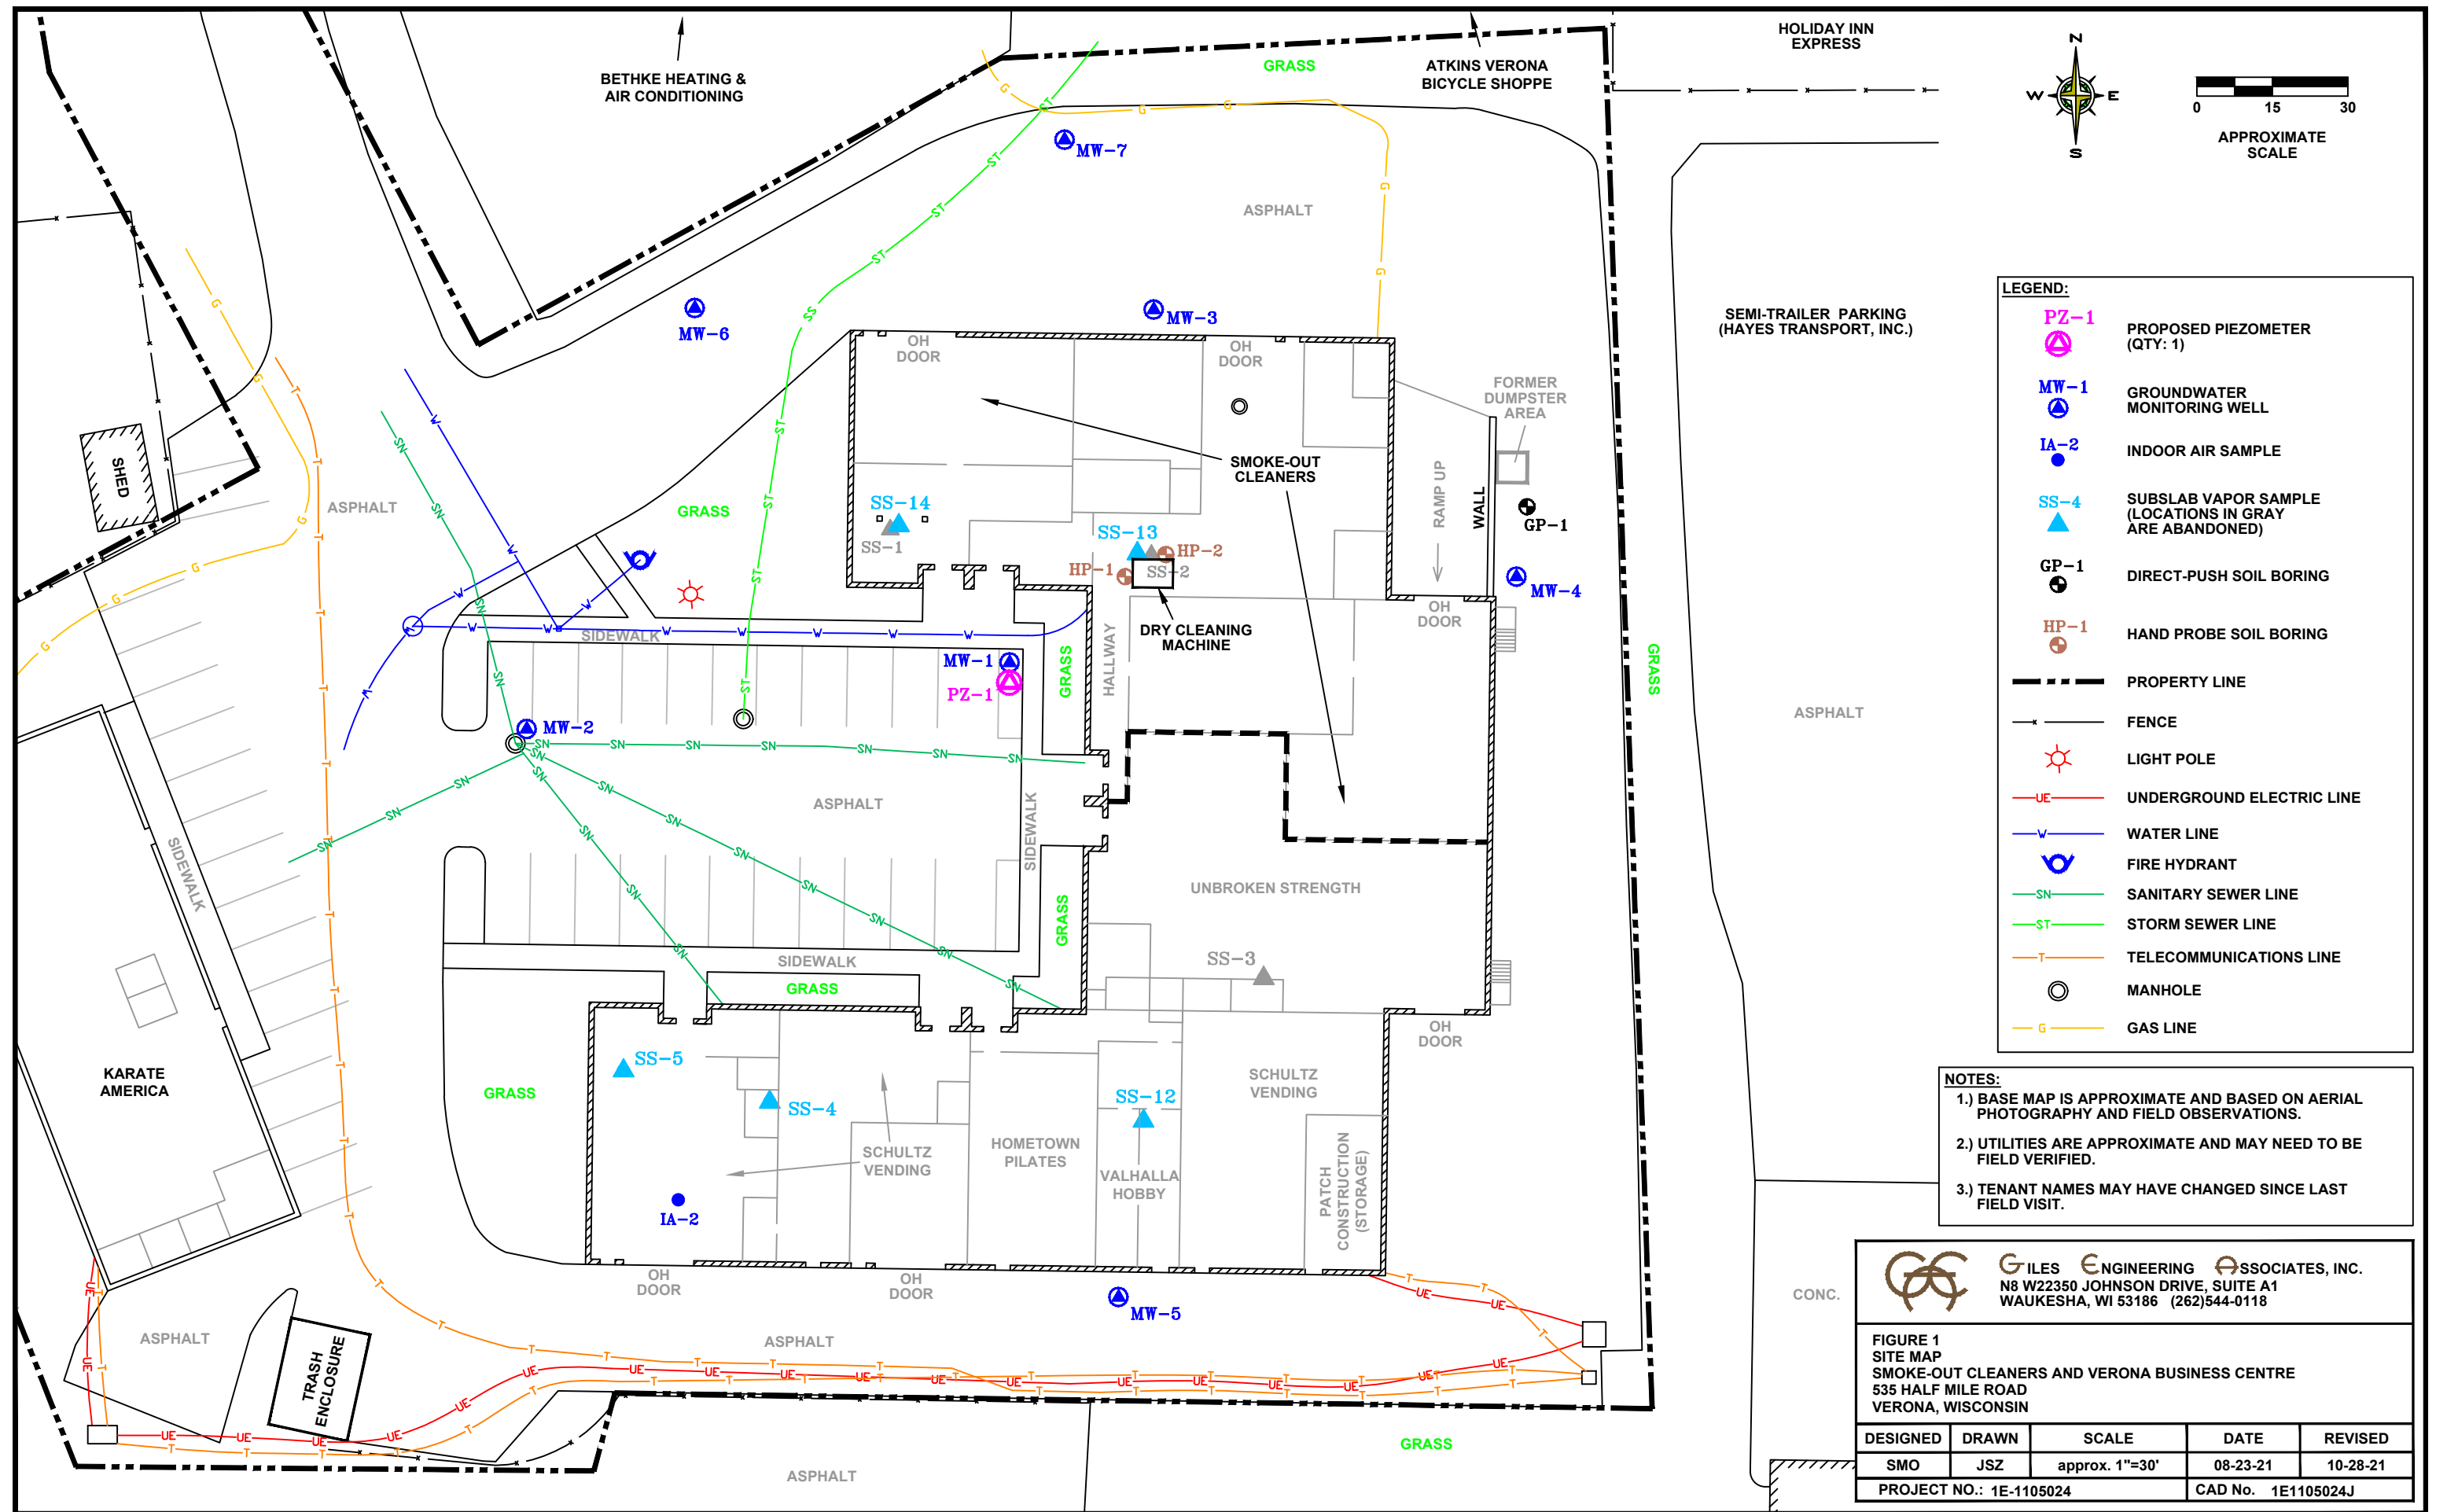 HOLIDAY INN
EXPRESS
BETHKE HEATING &
AIR CONDITIONING
GRASS
ATKINS VERONA
BICYCLE SHOPPE
N
W
E
S
0 15 30
APPROXIMATE
SCALE
MW-7
ASPHALT
MW-6
MW-3
SEMI-TRAILER PARKING
(HAYES TRANSPORT, INC.)
OH
DOOR
OH
DOOR
FORMER
DUMPSTER
AREA
SHED
ASPHALT
GRASS
SMOKE-OUT
CLEANERS
RAMP UP
WALL
SS-14
SS-1
SS-13
HP-2
HP-1
SS-2
GP-1
MW-4
OH
DOOR
DRY CLEANING
MACHINE
SIDEWALK
HALLWAY
GRASS
GRASS
MW-1
PZ-1
MW-2
ASPHALT
ASPHALT
SIDEWALK
SIDEWALK
UNBROKEN STRENGTH
GRASS
SIDEWALK
GRASS
SS-3
OH
DOOR
KARATE
AMERICA
GRASS
SS-5
SS-4
SS-12
SCHULTZ
VENDING
SCHULTZ
VENDING
HOMETOWN
PILATES
VALHALLA
HOBBY
PATCH
CONSTRUCTION
(STORAGE)
IA-2
OH
DOOR
OH
DOOR
MW-5
CONC.
ASPHALT
ASPHALT
TRASH
ENCLOSURE
GRASS
ASPHALT
LEGEND:
PZ-1
PROPOSED PIEZOMETER
(QTY: 1)
MW-1
GROUNDWATER
MONITORING WELL
IA-2
INDOOR AIR SAMPLE
SS-4
SUBSLAB VAPOR SAMPLE
(LOCATIONS IN GRAY
ARE ABANDONED)
GP-1
DIRECT-PUSH SOIL BORING
HP-1
HAND PROBE SOIL BORING
PROPERTY LINE
FENCE
LIGHT POLE
UE UNDERGROUND ELECTRIC LINE
W WATER LINE
FIRE HYDRANT
SN SANITARY SEWER LINE
ST STORM SEWER LINE
T TELECOMMUNICATIONS LINE
MANHOLE
G GAS LINE
NOTES:
1.) BASE MAP IS APPROXIMATE AND BASED ON AERIAL
PHOTOGRAPHY AND FIELD OBSERVATIONS.
2.) UTILITIES ARE APPROXIMATE AND MAY NEED TO BE
FIELD VERIFIED.
3.) TENANT NAMES MAY HAVE CHANGED SINCE LAST
FIELD VISIT.
GILES ENGINEERING ASSOCIATES, INC.
N8 W22350 JOHNSON DRIVE, SUITE A1
WAUKESHA, WI 53186 (262)544-0118
FIGURE 1
SITE MAP
SMOKE-OUT CLEANERS AND VERONA BUSINESS CENTRE
535 HALF MILE ROAD
VERONA, WISCONSIN
DESIGNED DRAWN SCALE DATE REVISED
SMO JSZ approx. 1"=30' 08-23-21 10-28-21
PROJECT NO.: 1E-1105024 CAD No. 1E1105024J